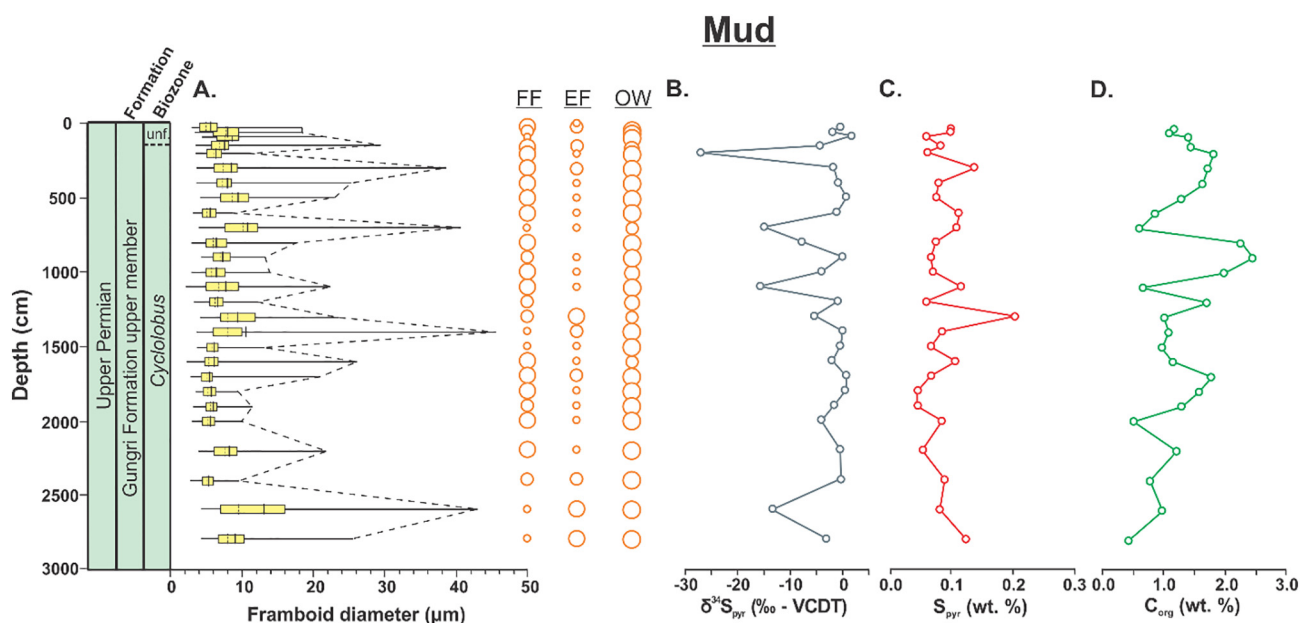 Mud
Formation
Biozone
A.
FF
EF
OW
B.
C.
D.
Depth (cm)
0
500
1000
1500
2000
2500
3000
Upper Permian
Gungri Formation upper member
unf.
Cyclolobus
0
10
20
30
40
50
Framboid diameter (μm)
-30
-20
-10
0
δ³⁴Spyr (‰ - VCDT)
0.0
0.1
0.2
0.3
Spyr (wt. %)
0.0
1.0
2.0
3.0
Corg (wt. %)